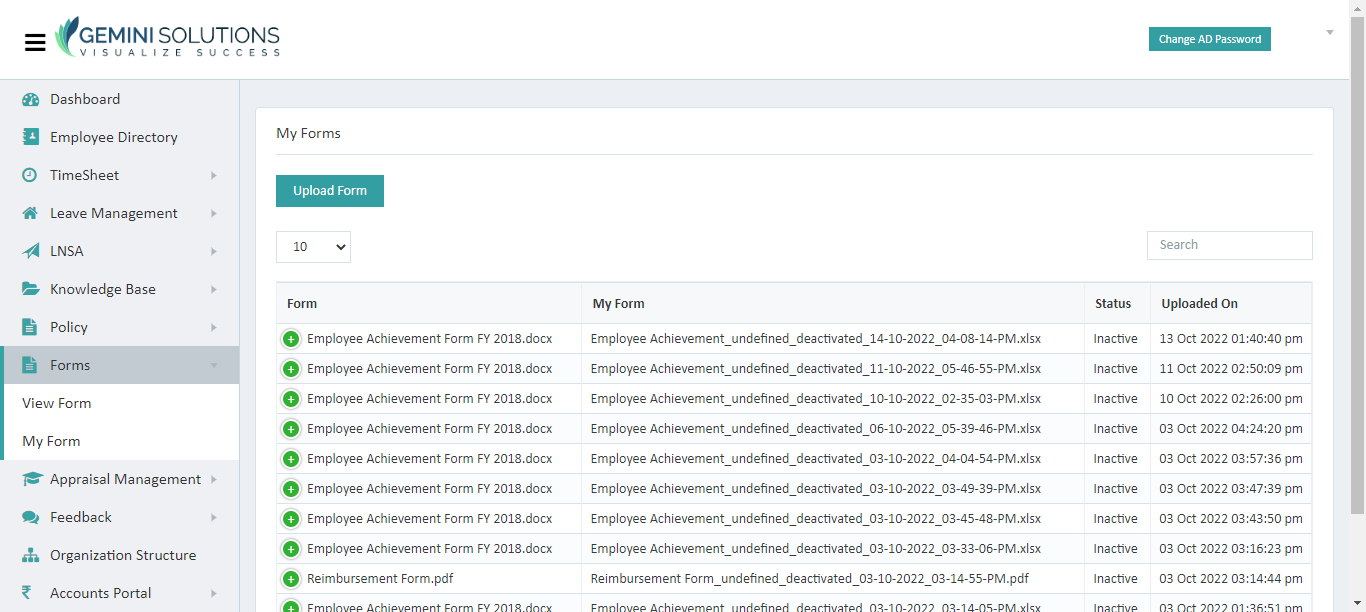 GEMINI SOLUTIONS
VISUALIZE SUCCESS
Change AD Password
Dashboard
Employee Directory
TimeSheet
Leave Management
LNSA
Knowledge Base
Policy
Forms
View Form
My Form
Appraisal Management
Feedback
Organization Structure
Accounts Portal
My Forms
Upload Form
10
Search
Form My Form Status Uploaded On
Employee Achievement Form FY 2018.docx Employee Achievement_undefined_deactivated_14-10-2022_04-08-14-PM.xlsx Inactive 13 Oct 2022 01:40:40 pm
Employee Achievement Form FY 2018.docx Employee Achievement_undefined_deactivated_11-10-2022_05-46-55-PM.xlsx Inactive 11 Oct 2022 02:50:09 pm
Employee Achievement Form FY 2018.docx Employee Achievement_undefined_deactivated_10-10-2022_02-35-03-PM.xlsx Inactive 10 Oct 2022 02:26:00 pm
Employee Achievement Form FY 2018.docx Employee Achievement_undefined_deactivated_06-10-2022_05-39-46-PM.xlsx Inactive 03 Oct 2022 04:24:20 pm
Employee Achievement Form FY 2018.docx Employee Achievement_undefined_deactivated_03-10-2022_04-04-54-PM.xlsx Inactive 03 Oct 2022 03:57:36 pm
Employee Achievement Form FY 2018.docx Employee Achievement_undefined_deactivated_03-10-2022_03-49-39-PM.xlsx Inactive 03 Oct 2022 03:47:39 pm
Employee Achievement Form FY 2018.docx Employee Achievement_undefined_deactivated_03-10-2022_03-45-48-PM.xlsx Inactive 03 Oct 2022 03:43:50 pm
Employee Achievement Form FY 2018.docx Employee Achievement_undefined_deactivated_03-10-2022_03-33-06-PM.xlsx Inactive 03 Oct 2022 03:16:23 pm
Reimbursement Form.pdf Reimbursement Form_undefined_deactivated_03-10-2022_03-14-55-PM.pdf Inactive 03 Oct 2022 03:14:44 pm
Employee Achievement Form FY 2018.docx Employee Achievement_undefined_deactivated_03-10-2022_03-14-05-PM.xlsx Inactive 03 Oct 2022 01:36:51 pm